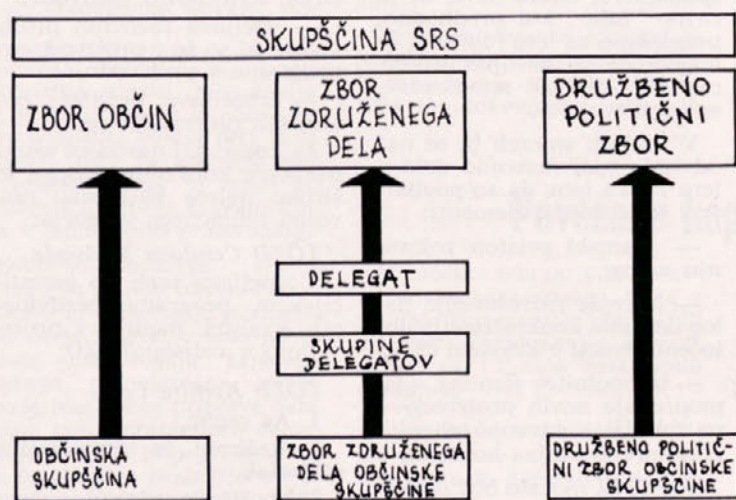 SKUPŠČINA SRS
ZBOR OBČIN
ZBOR
ZDRUŽENEGA
DELA
DRUŽBENO
POLITIČNI
ZBOR
DELEGAT
SKUPINE
DELEGATOV
OBČINSKA
SKUPŠČINA
ZBOR ZDRUŽENEGA
DELA OBČINSKE
SKUPŠČINE
DRUŽBENO POLITIČ-
NI ZBOR OBČINSKE
SKUPŠČINE